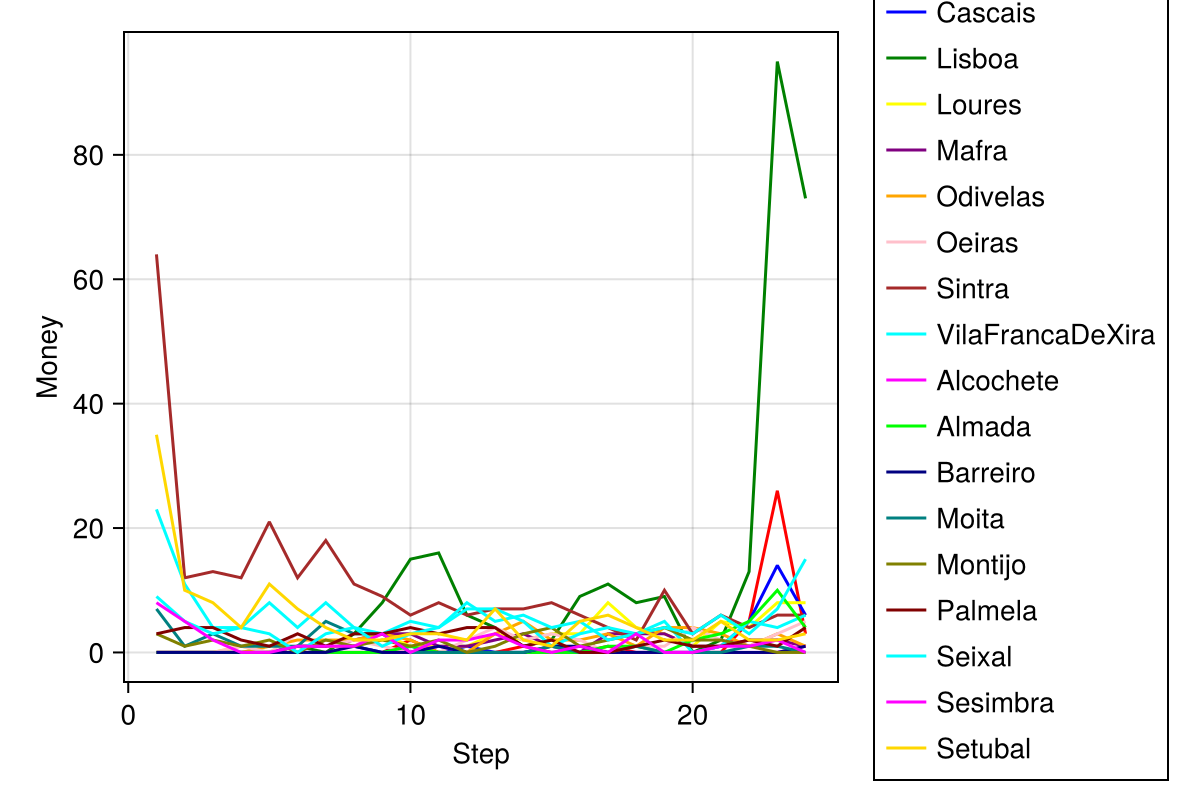 Money
80
60
40
20
0
0
10
20
Step
Cascais
Lisboa
Loures
Mafra
Odivelas
Oeiras
Sintra
VilaFrancaDeXira
Alcochete
Almada
Barreiro
Moita
Montijo
Palmela
Seixal
Sesimbra
Setubal